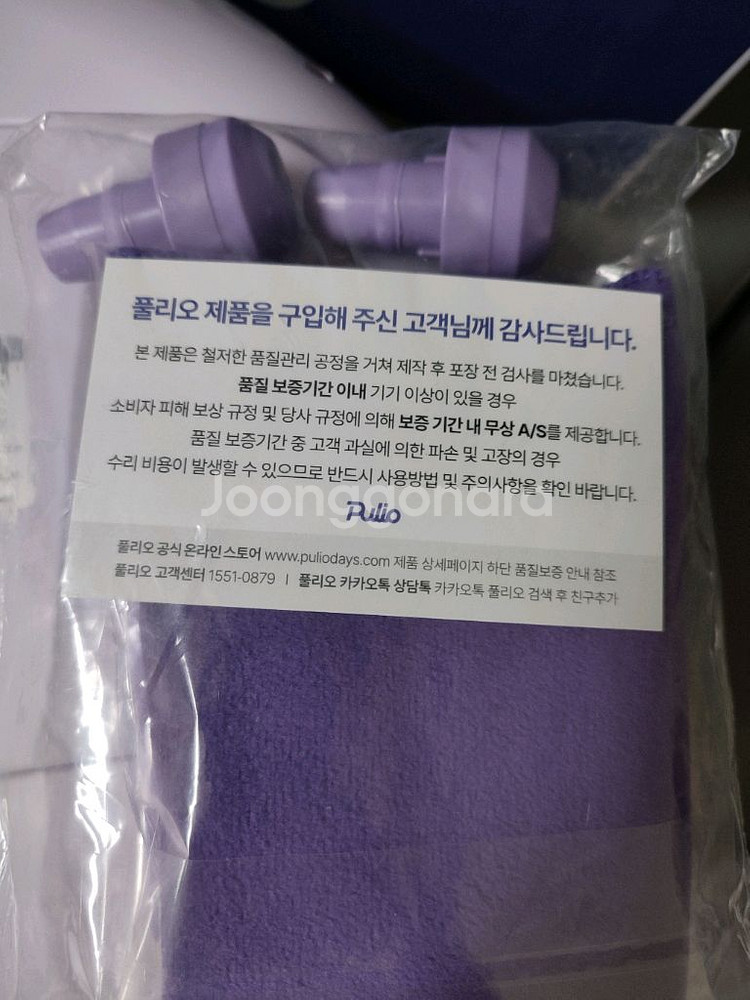 풀리오 제품을 구입해 주신 고객님께 감사드립니다.
본 제품은 철저한 품질관리 공정을 거쳐 제작 후 포장 전 검사를 마쳤습니다.
품질 보증기간 이내 기기 이상이 있을 경우
소비자 피해 보상 규정 및 당사 규정에 의해 보증 기간 내 무상 A/S를 제공합니다.
품질 보증기간 중 고객 과실에 의한 파손 및 고장의 경우
수리 비용이 발생할 수 있으므로 반드시 사용방법 및 주의사항을 확인 바랍니다.
Joonggonara
Pulio
풀리오 공식 온라인 스토어 www.puliodays.com 제품 상세페이지 하단 품질보증 안내 참조
풀리오 고객센터 1551-0879 | 풀리오 카카오톡 상담톡 카카오톡 풀리오 검색 후 친구추가